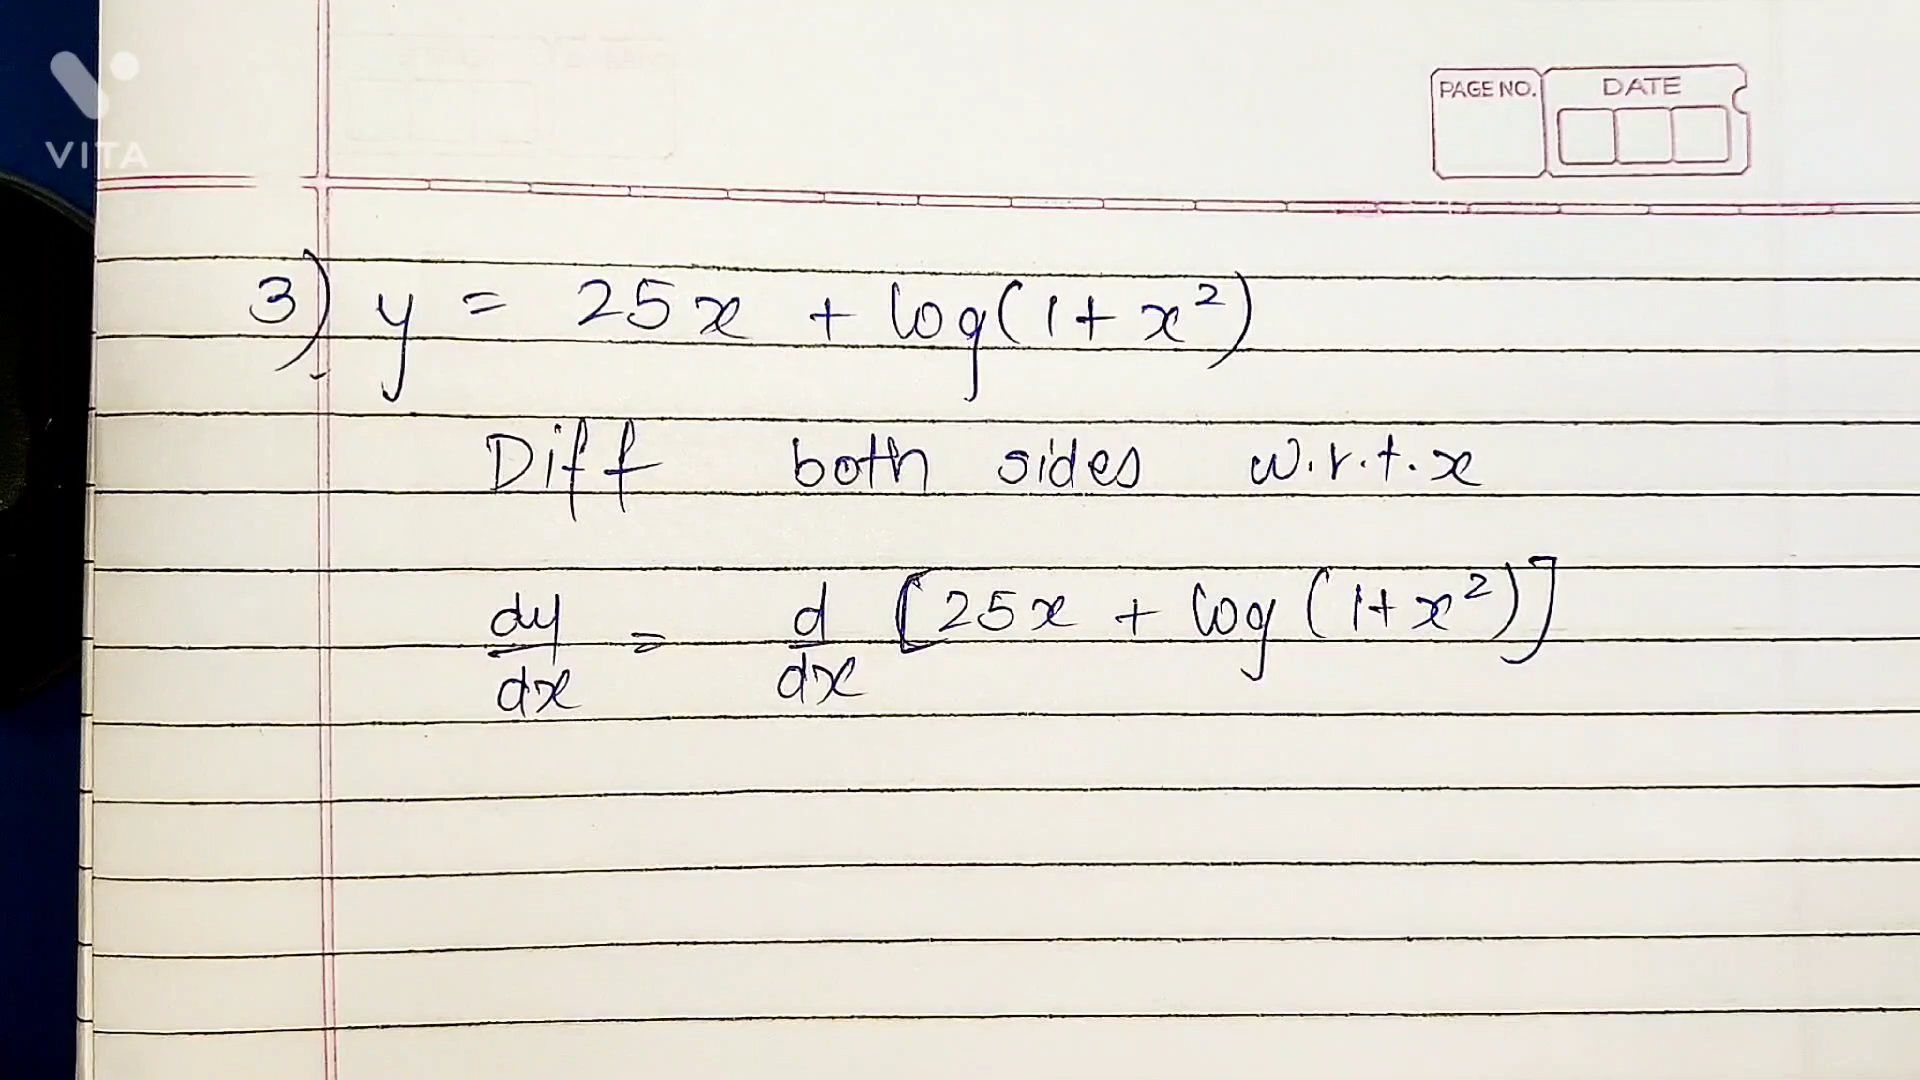 VITA
PAGE NO. DATE
3) y = 25x + log(1+x²)
Diff both sides w.r.t.x
dy/dx = d/dx [25x + log(1+x²)]